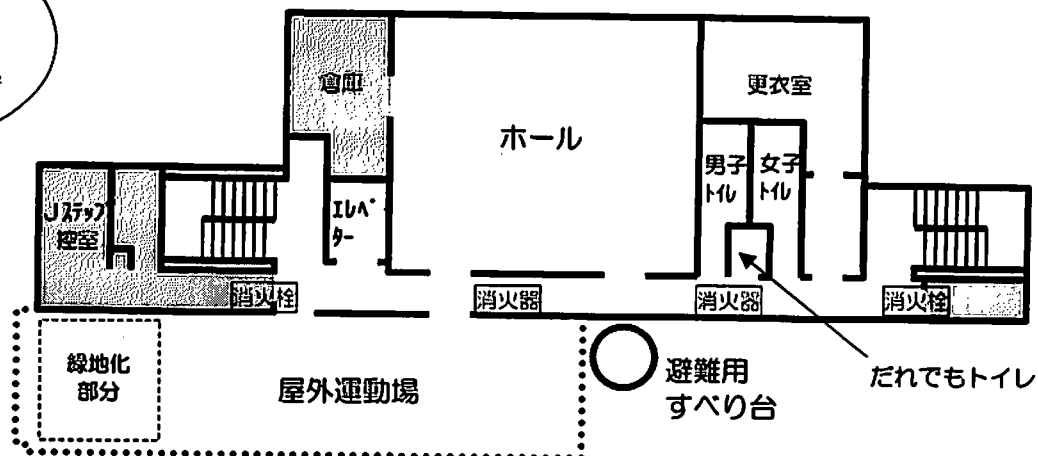 倉庫
ホール
更衣室
男子
トイレ
女子
トイレ
Jステップ
控室
エレベ
ーター
消火栓
消火器
消火器
消火栓
緑地化
部分
屋外運動場
避難用
すべり台
だれでもトイレ